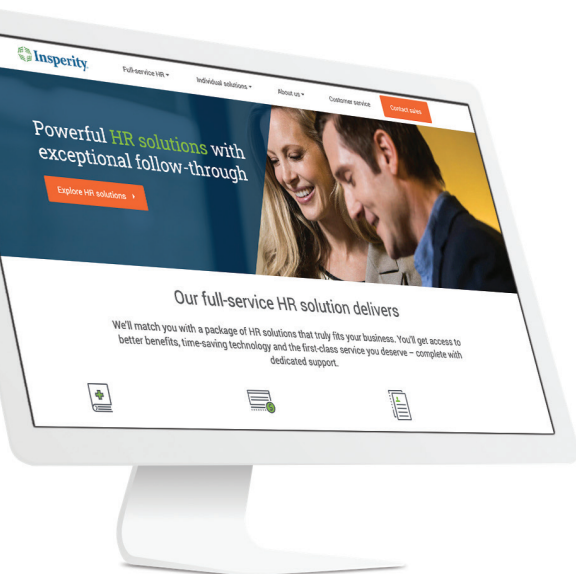 Insperity
Full-service HR
Individual solutions
About us
Customer service
Contact sales
Powerful HR solutions with
exceptional follow-through
Explore HR solutions
Our full-service HR solution delivers
We'll match you with a package of HR solutions that truly fits your business. You'll get access to
better benefits, time-saving technology and the first-class service you deserve – complete with
dedicated support.